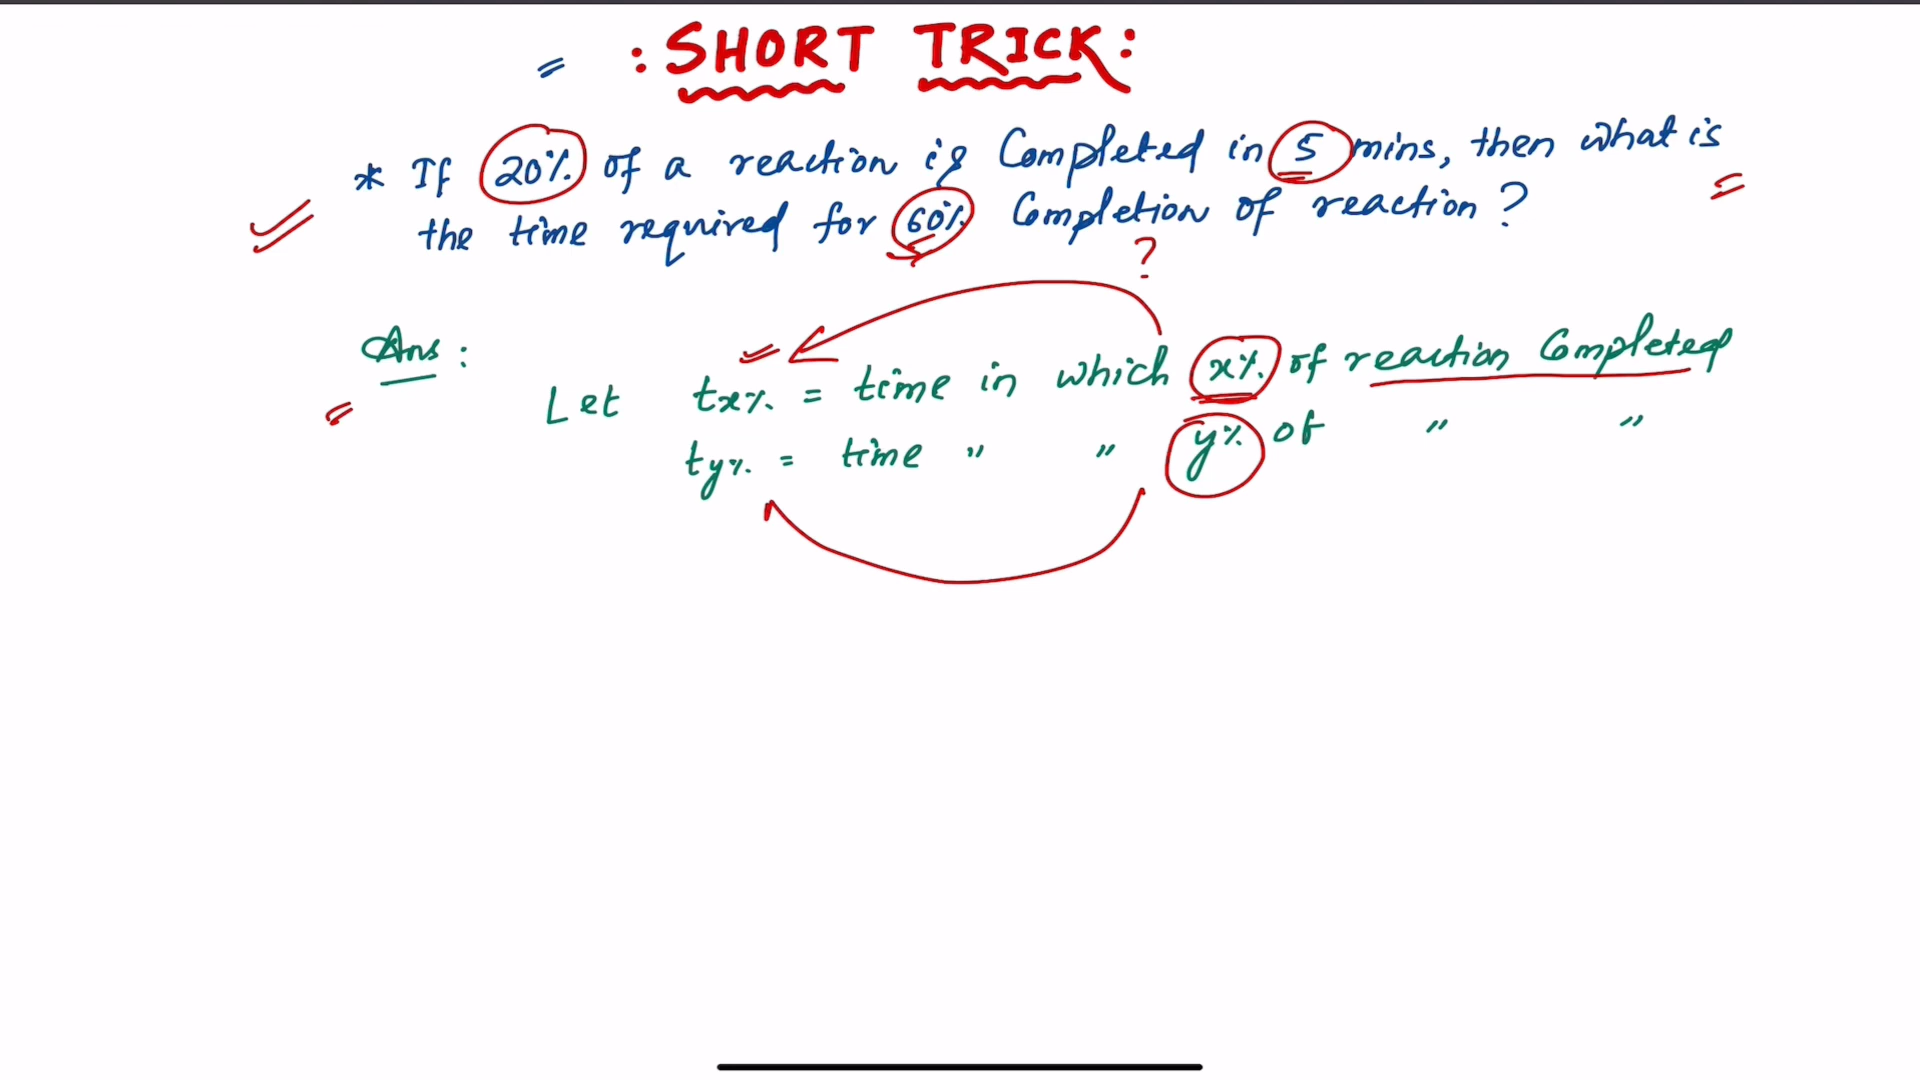 = : SHORT TRICK :
* If 20% of a reaction is Completed in 5 mins, then what is
the time required for 60% Completion of reaction ?
?
Ans :
Let tx% = time in which x% of reaction Completed
ty% = time " " y% of " "